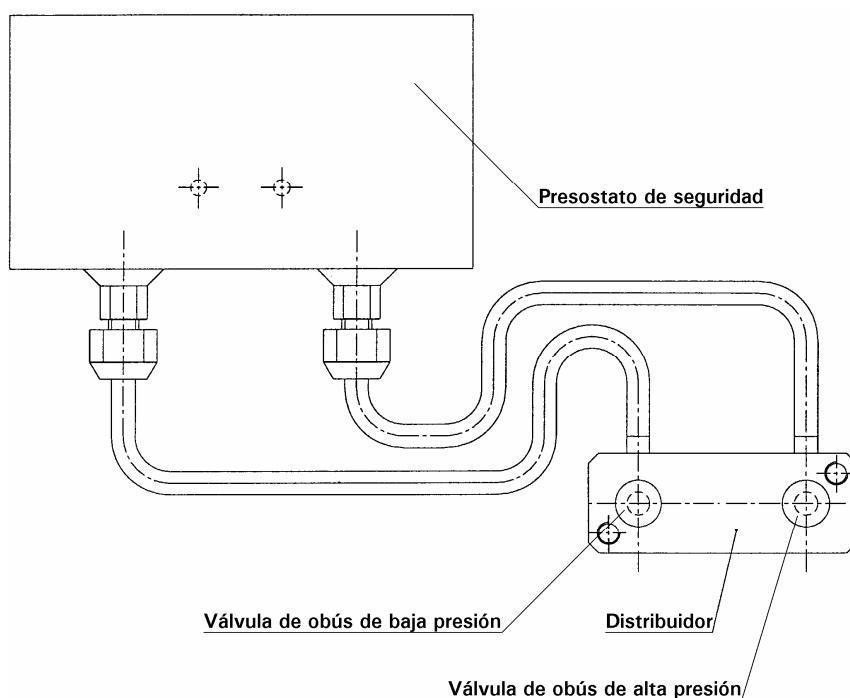 Presostato de seguridad
Válvula de obús de baja presión
Distribuidor
Válvula de obús de alta presión